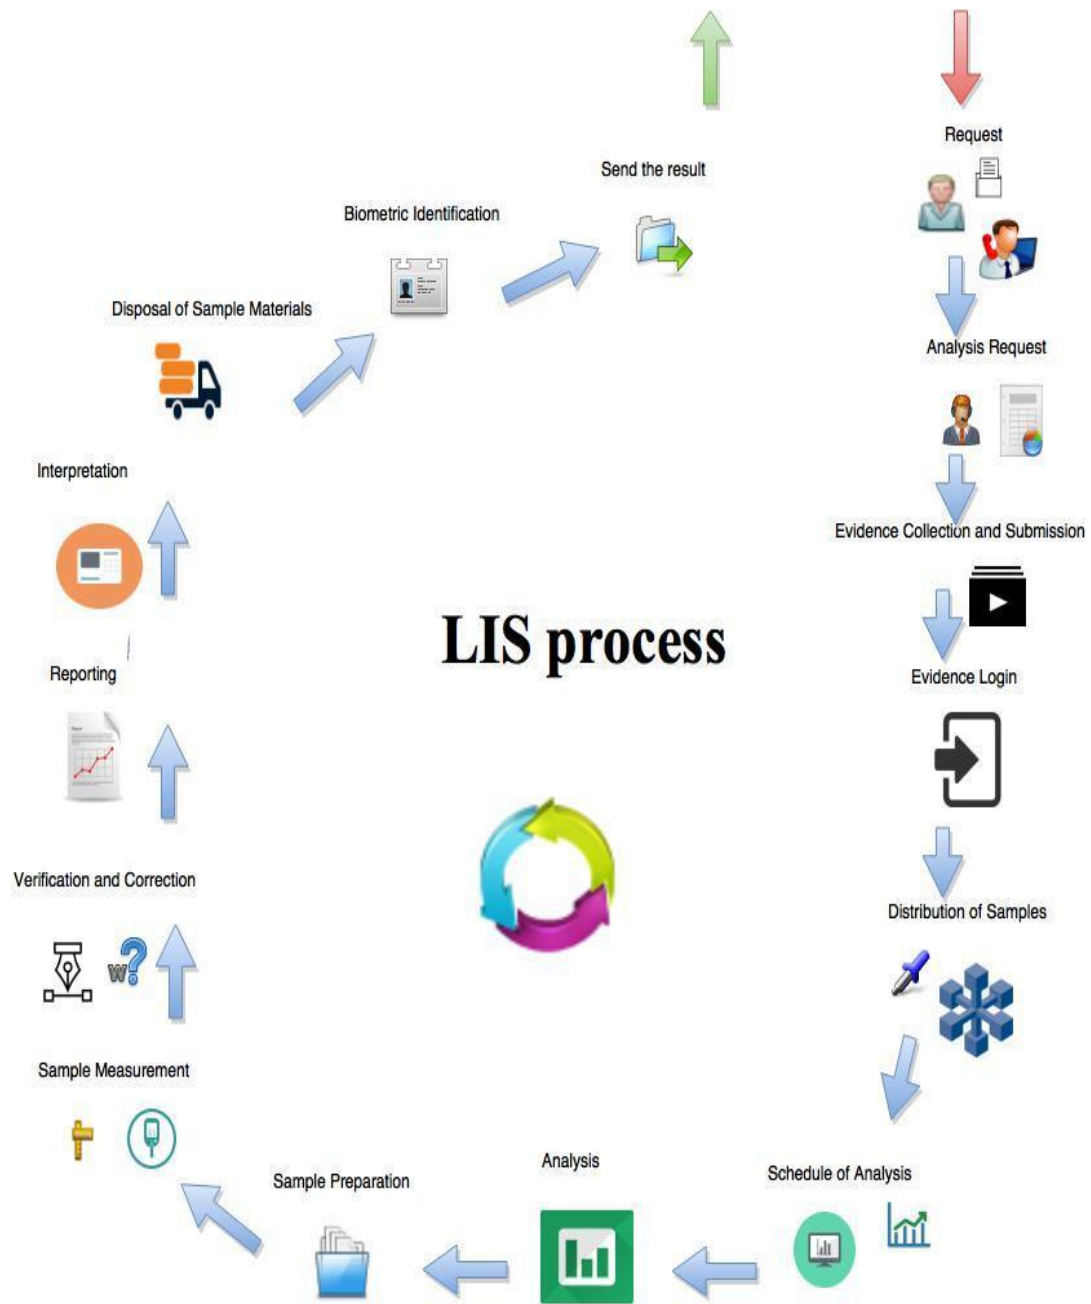 Request
Analysis Request
Evidence Collection and Submission
Evidence Login
Distribution of Samples
Schedule of Analysis
Analysis
Sample Preparation
Sample Measurement
Verification and Correction
w?
Reporting
Interpretation
Disposal of Sample Materials
Biometric Identification
Send the result
LIS process